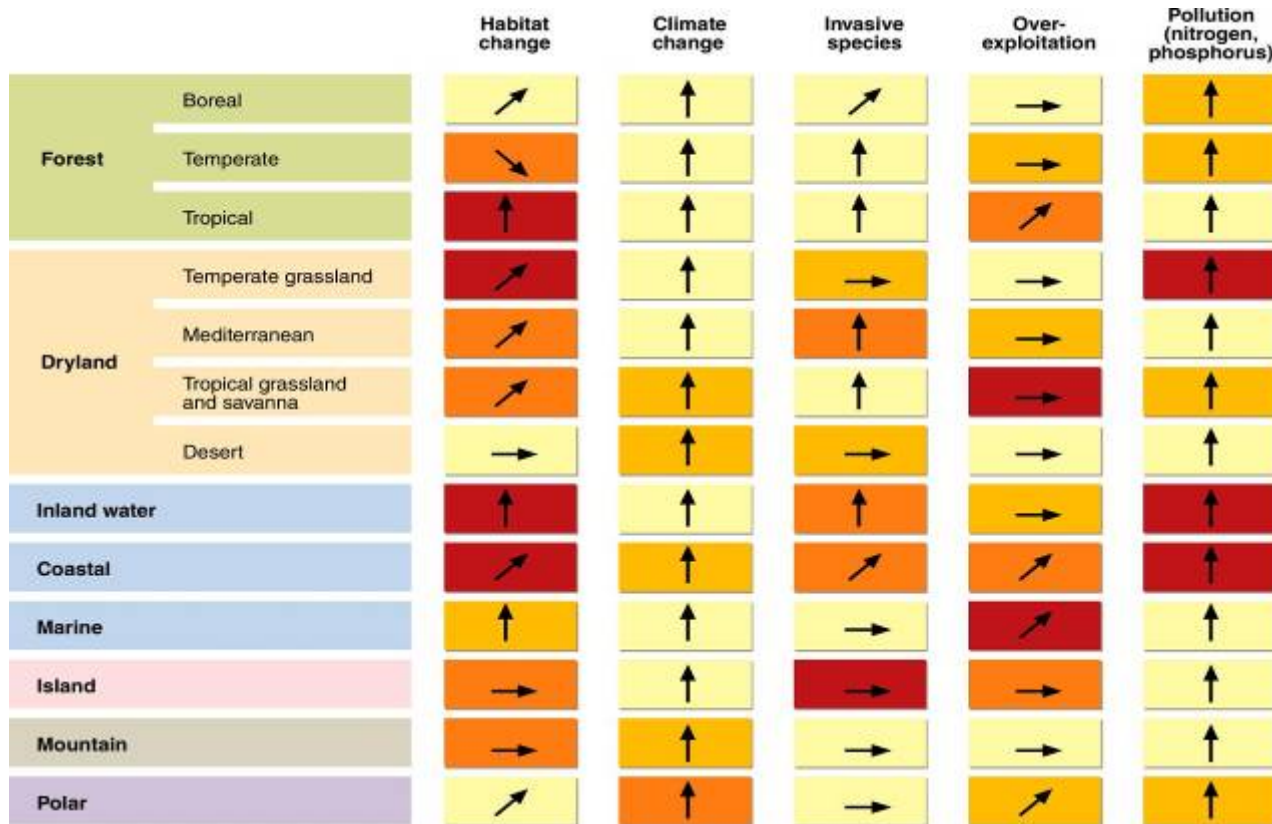 Habitat
change
Climate
change
Invasive
species
Over-
exploitation
Pollution
(nitrogen,
phosphorus)
Forest
Boreal
Temperate
Tropical
Dryland
Temperate grassland
Mediterranean
Tropical grassland
and savanna
Desert
Inland water
Coastal
Marine
Island
Mountain
Polar